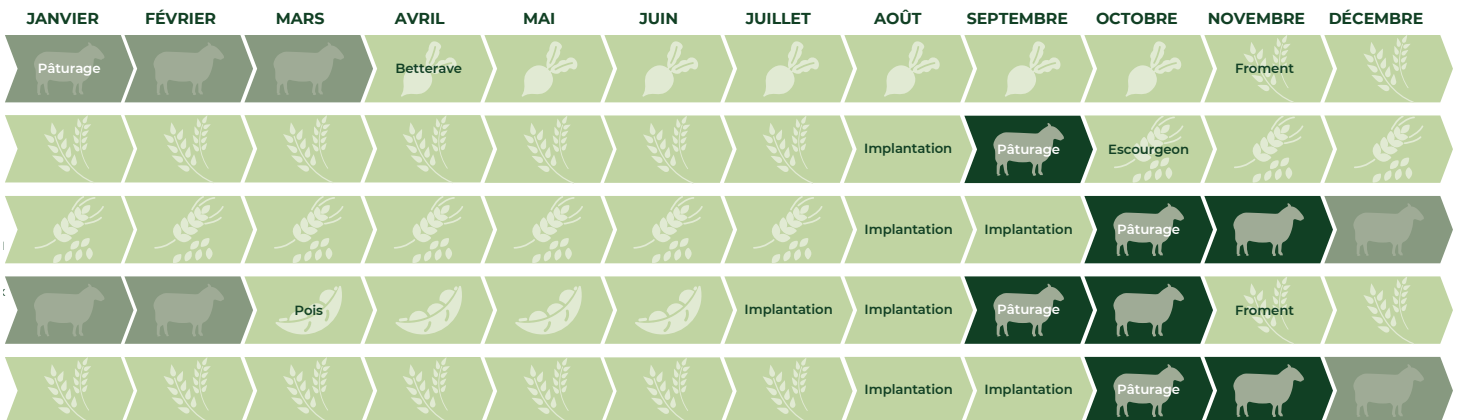 JANVIER FÉVRIER MARS AVRIL MAI JUIN JUILLET AOÛT SEPTEMBRE OCTOBRE NOVEMBRE DÉCEMBRE
Pâturage Betterave Froment
Implantation Pâturage Escourgeon
Implantation Implantation Pâturage
Pois Implantation Implantation Pâturage Froment
Implantation Implantation Pâturage